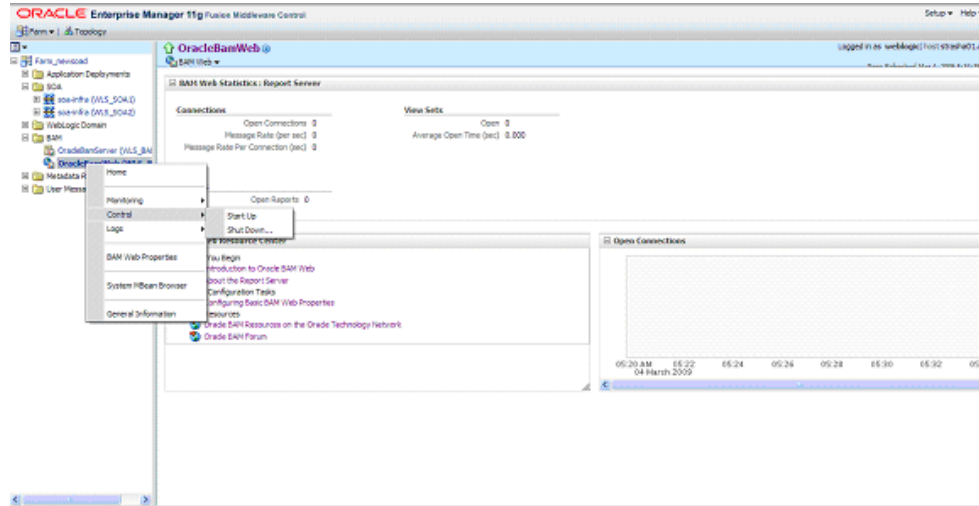 ORACLE Enterprise Manager 11g Fusion Middleware Control
Setup Help
Farm Topology
Farm_newsoad
Application Deployments
SOA
soa-infra (WLS_SOA1)
soa-infra (WLS_SOA2)
WebLogic Domain
BAM
OracleBamServer (WLS_BA
OracleBamWeb (WLS_B
Metadata R
User Messa
Home
Monitoring
Control
Logs
BAM Web Properties
System MBean Browser
General Information
Start Up
Shut Down...
OracleBamWeb
Logged in as weblogic| host
BAM Web
BAM Web Statistics : Report Server
Connections
Open Connections 0
Message Rate (per sec) 0
Message Rate Per Connection (sec) 0
View Sets
Open 0
Average Open Time (sec) 0.000
Open Reports 0
Resource Center
You Begin
Introduction to Oracle BAM Web
About the Report Server
Configuration Tasks
Configuring Basic BAM Web Properties
Resources
Oracle BAM Resources on the Oracle Technology Network
Oracle BAM Forum
Open Connections
05:20 AM 05:22 05:24 05:26 05:28 05:30 05:32 05
04 March 2009